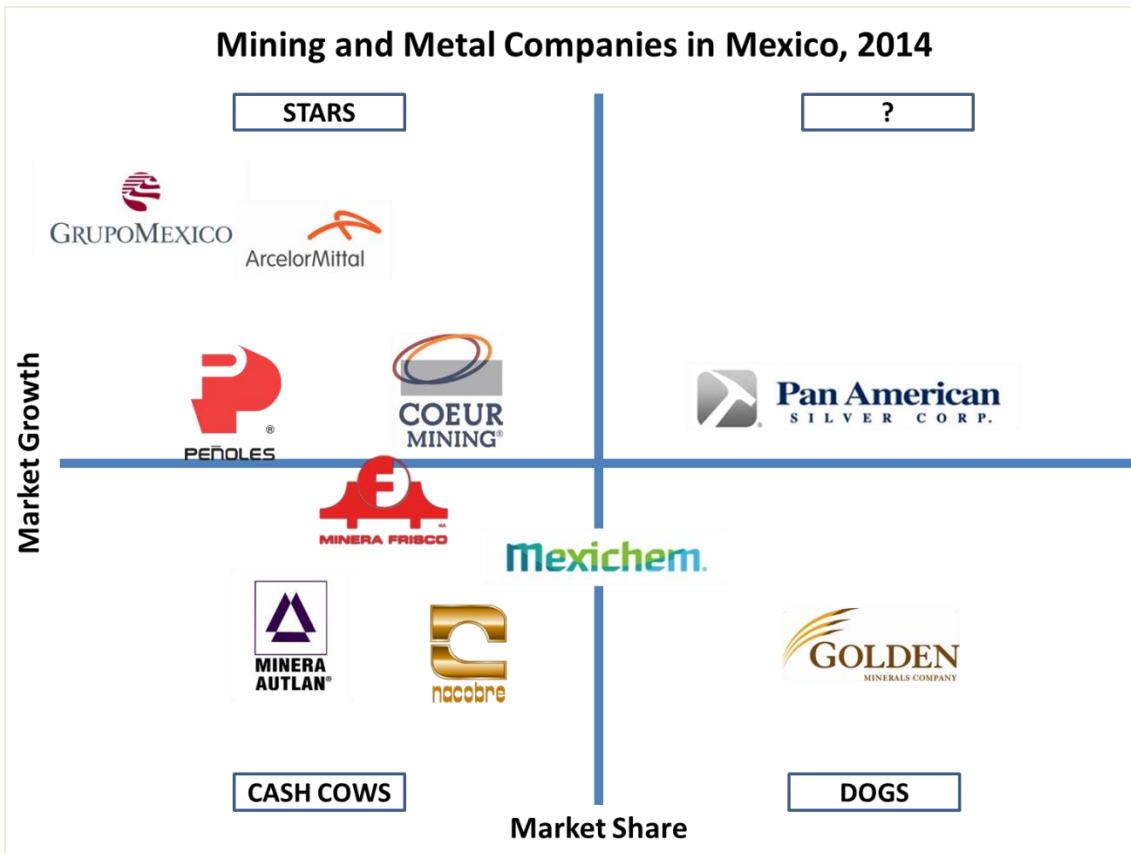 Mining and Metal Companies in Mexico, 2014
STARS
?
GRUPOMEXICO
ArcelorMittal
PEÑOLES
COEUR
MINING®
Pan American
SILVER CORP.
Market Growth
F
MINERA FRISCO
Mexichem.
MINERA
AUTLAN®
nacobre
GOLDEN
MINERALS COMPANY
CASH COWS
DOGS
Market Share